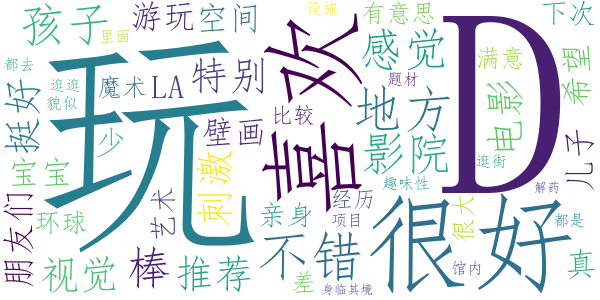 孩子
里面
游玩
空间
设施
有意思
下次
都去
逛逛
貌似
魔术
LA
特别
喜欢
感觉
满意
希望
挺好
玩
少
壁画
比较
地方
题材
D
电影
宝宝
刺激
影院
逛街
儿子
朋友们
环球
艺术
亲身
经历
趣味性
解药
视觉
棒
推荐
不错
差
项目
很好
很大
都是
真
身临其境
馆内